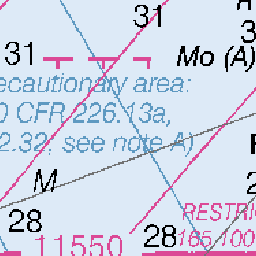 31
31
Mo (A)
ecautionary area:
0 CFR 226.13a,
2.32; see note A)
M
28
RESTRI
11550
28
165.100